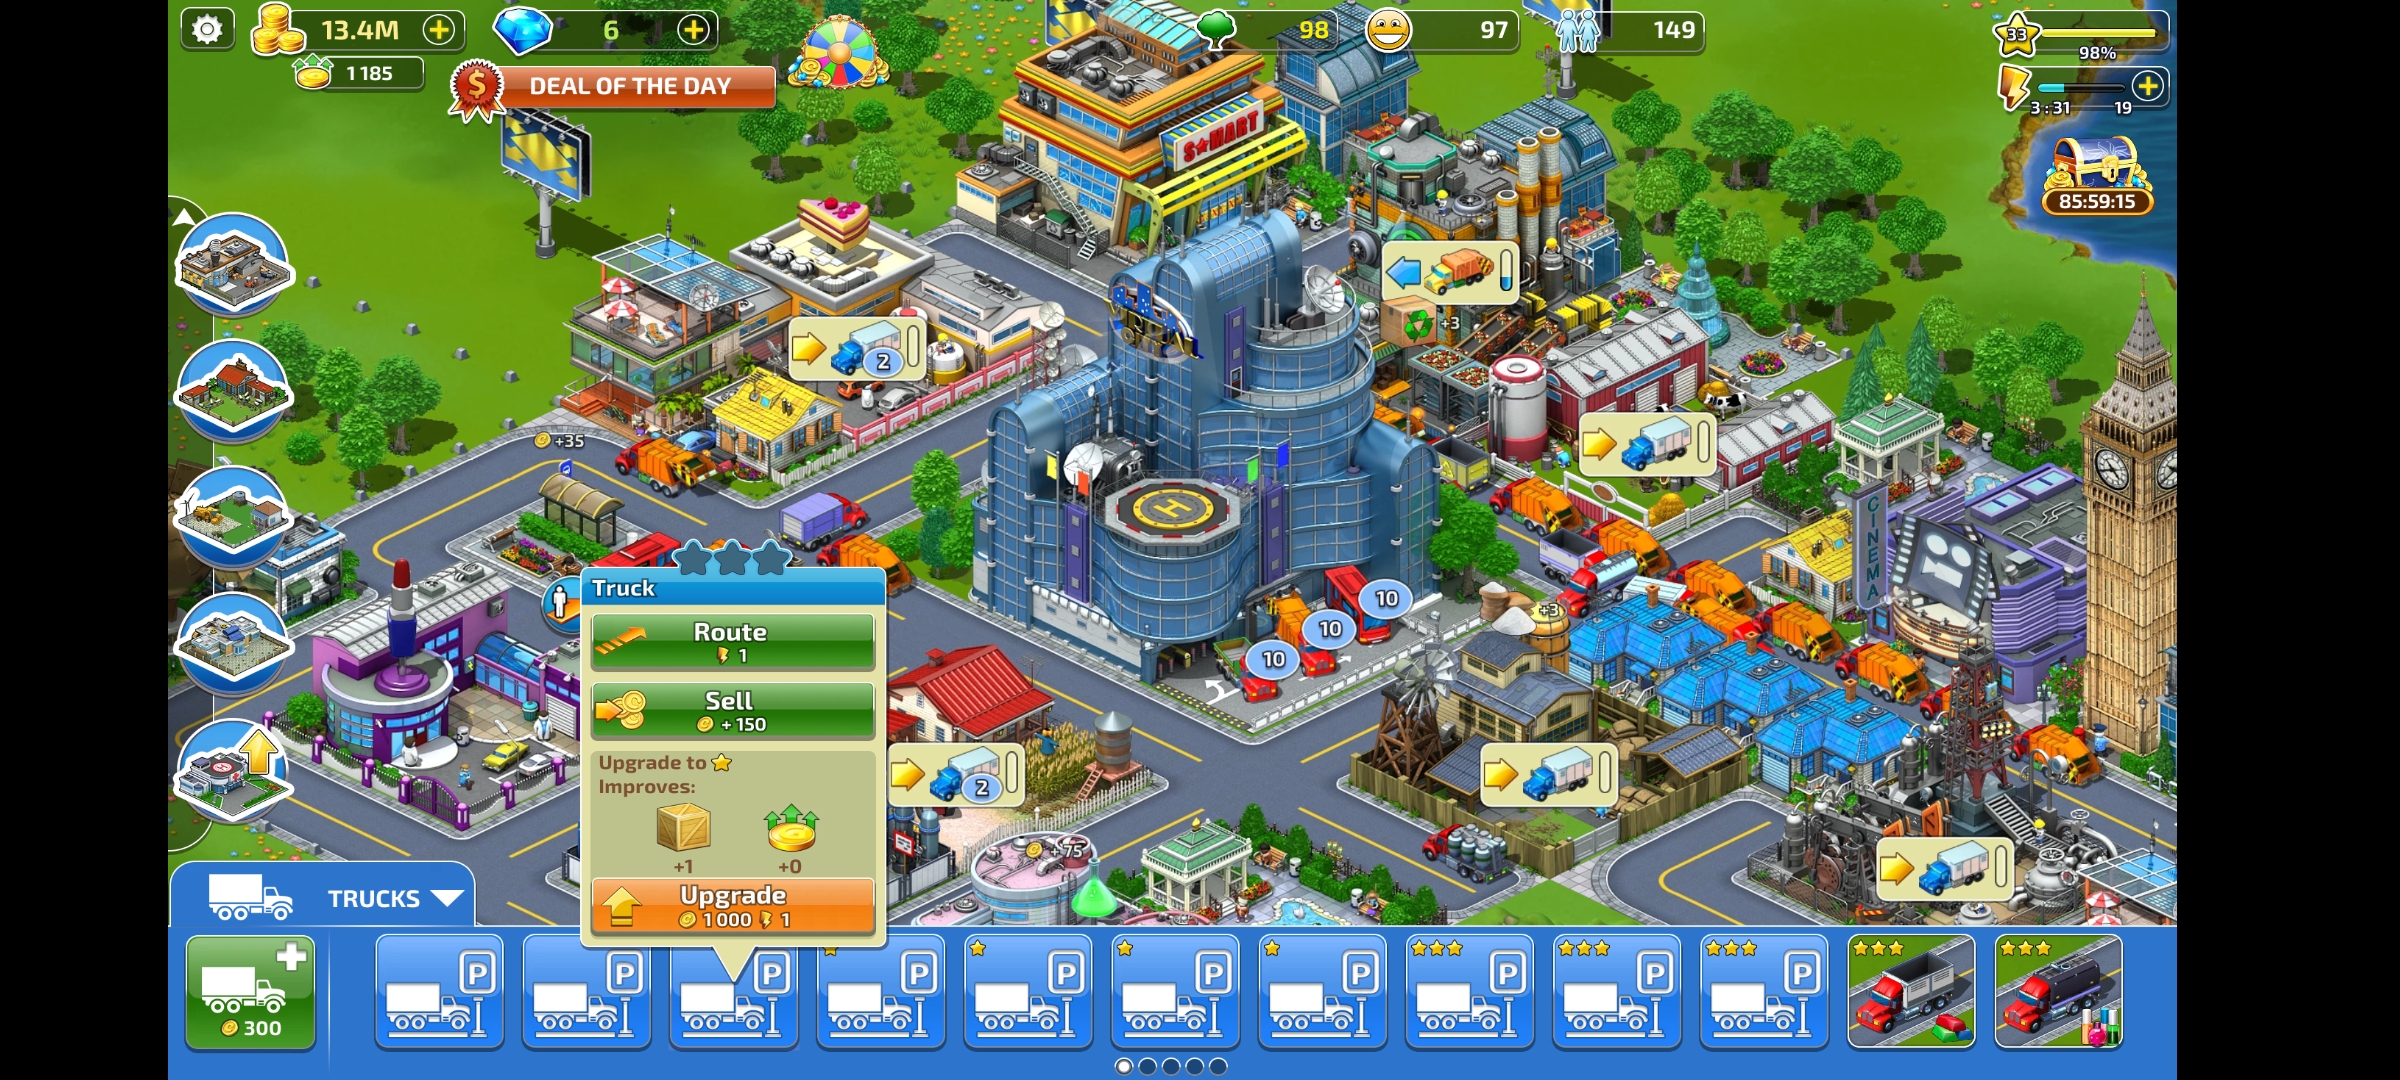 13.4M
6
98
97
149
33
98%
1 185
DEAL OF THE DAY
3:31
19
85:59:15
S★MART
+3
2
+35
CINEMA
10
10
10
+3
Truck
Route
1
Sell
+ 150
Upgrade to
Improves:
+1
+0
Upgrade
1 000
1
2
+75
TRUCKS
300
P
P
P
P
P
P
P
P
P
P
H